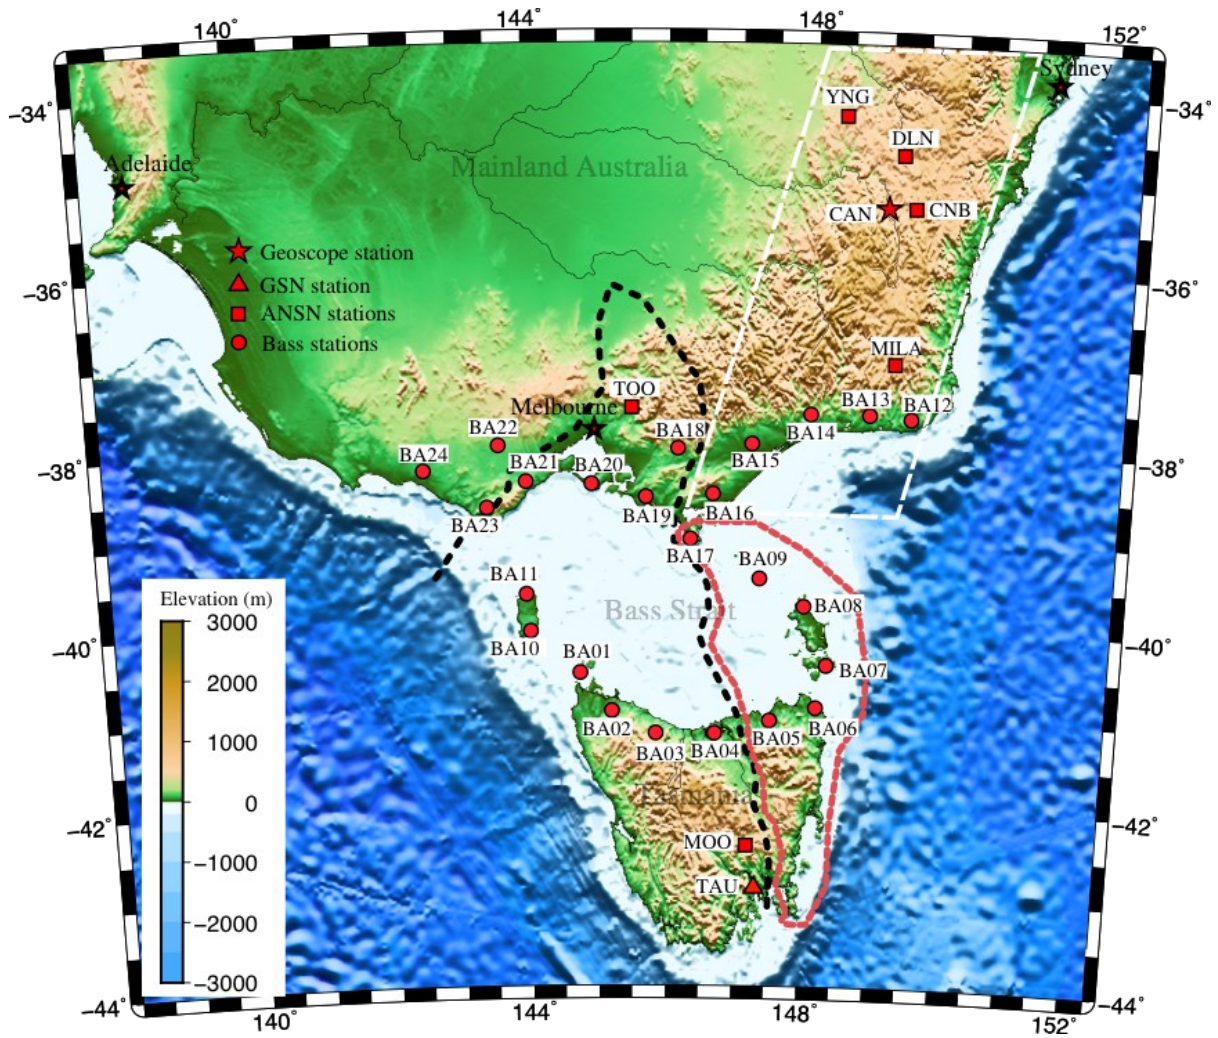 140°
144°
148°
152°
Sydney
−34°
−34°
YNG
DLN
Adelaide
Mainland Australia
CAN
CNB
Geoscope station
GSN station
ANSN stations
Bass stations
−36°
−36°
MILA
TOO
Melbourne
BA13
BA12
BA22
BA18
BA14
BA24
BA21
BA20
BA15
−38°
−38°
BA23
BA19
BA16
BA17
BA09
BA11
Elevation (m)
Bass Strait
BA08
3000
−40°
BA10
BA01
−40°
BA07
2000
BA02
BA06
BA05
1000
BA03
BA04
Tasmania
0
−42°
−42°
MOO
−1000
TAU
−2000
−3000
−44°
−44°
140°
144°
148°
152°